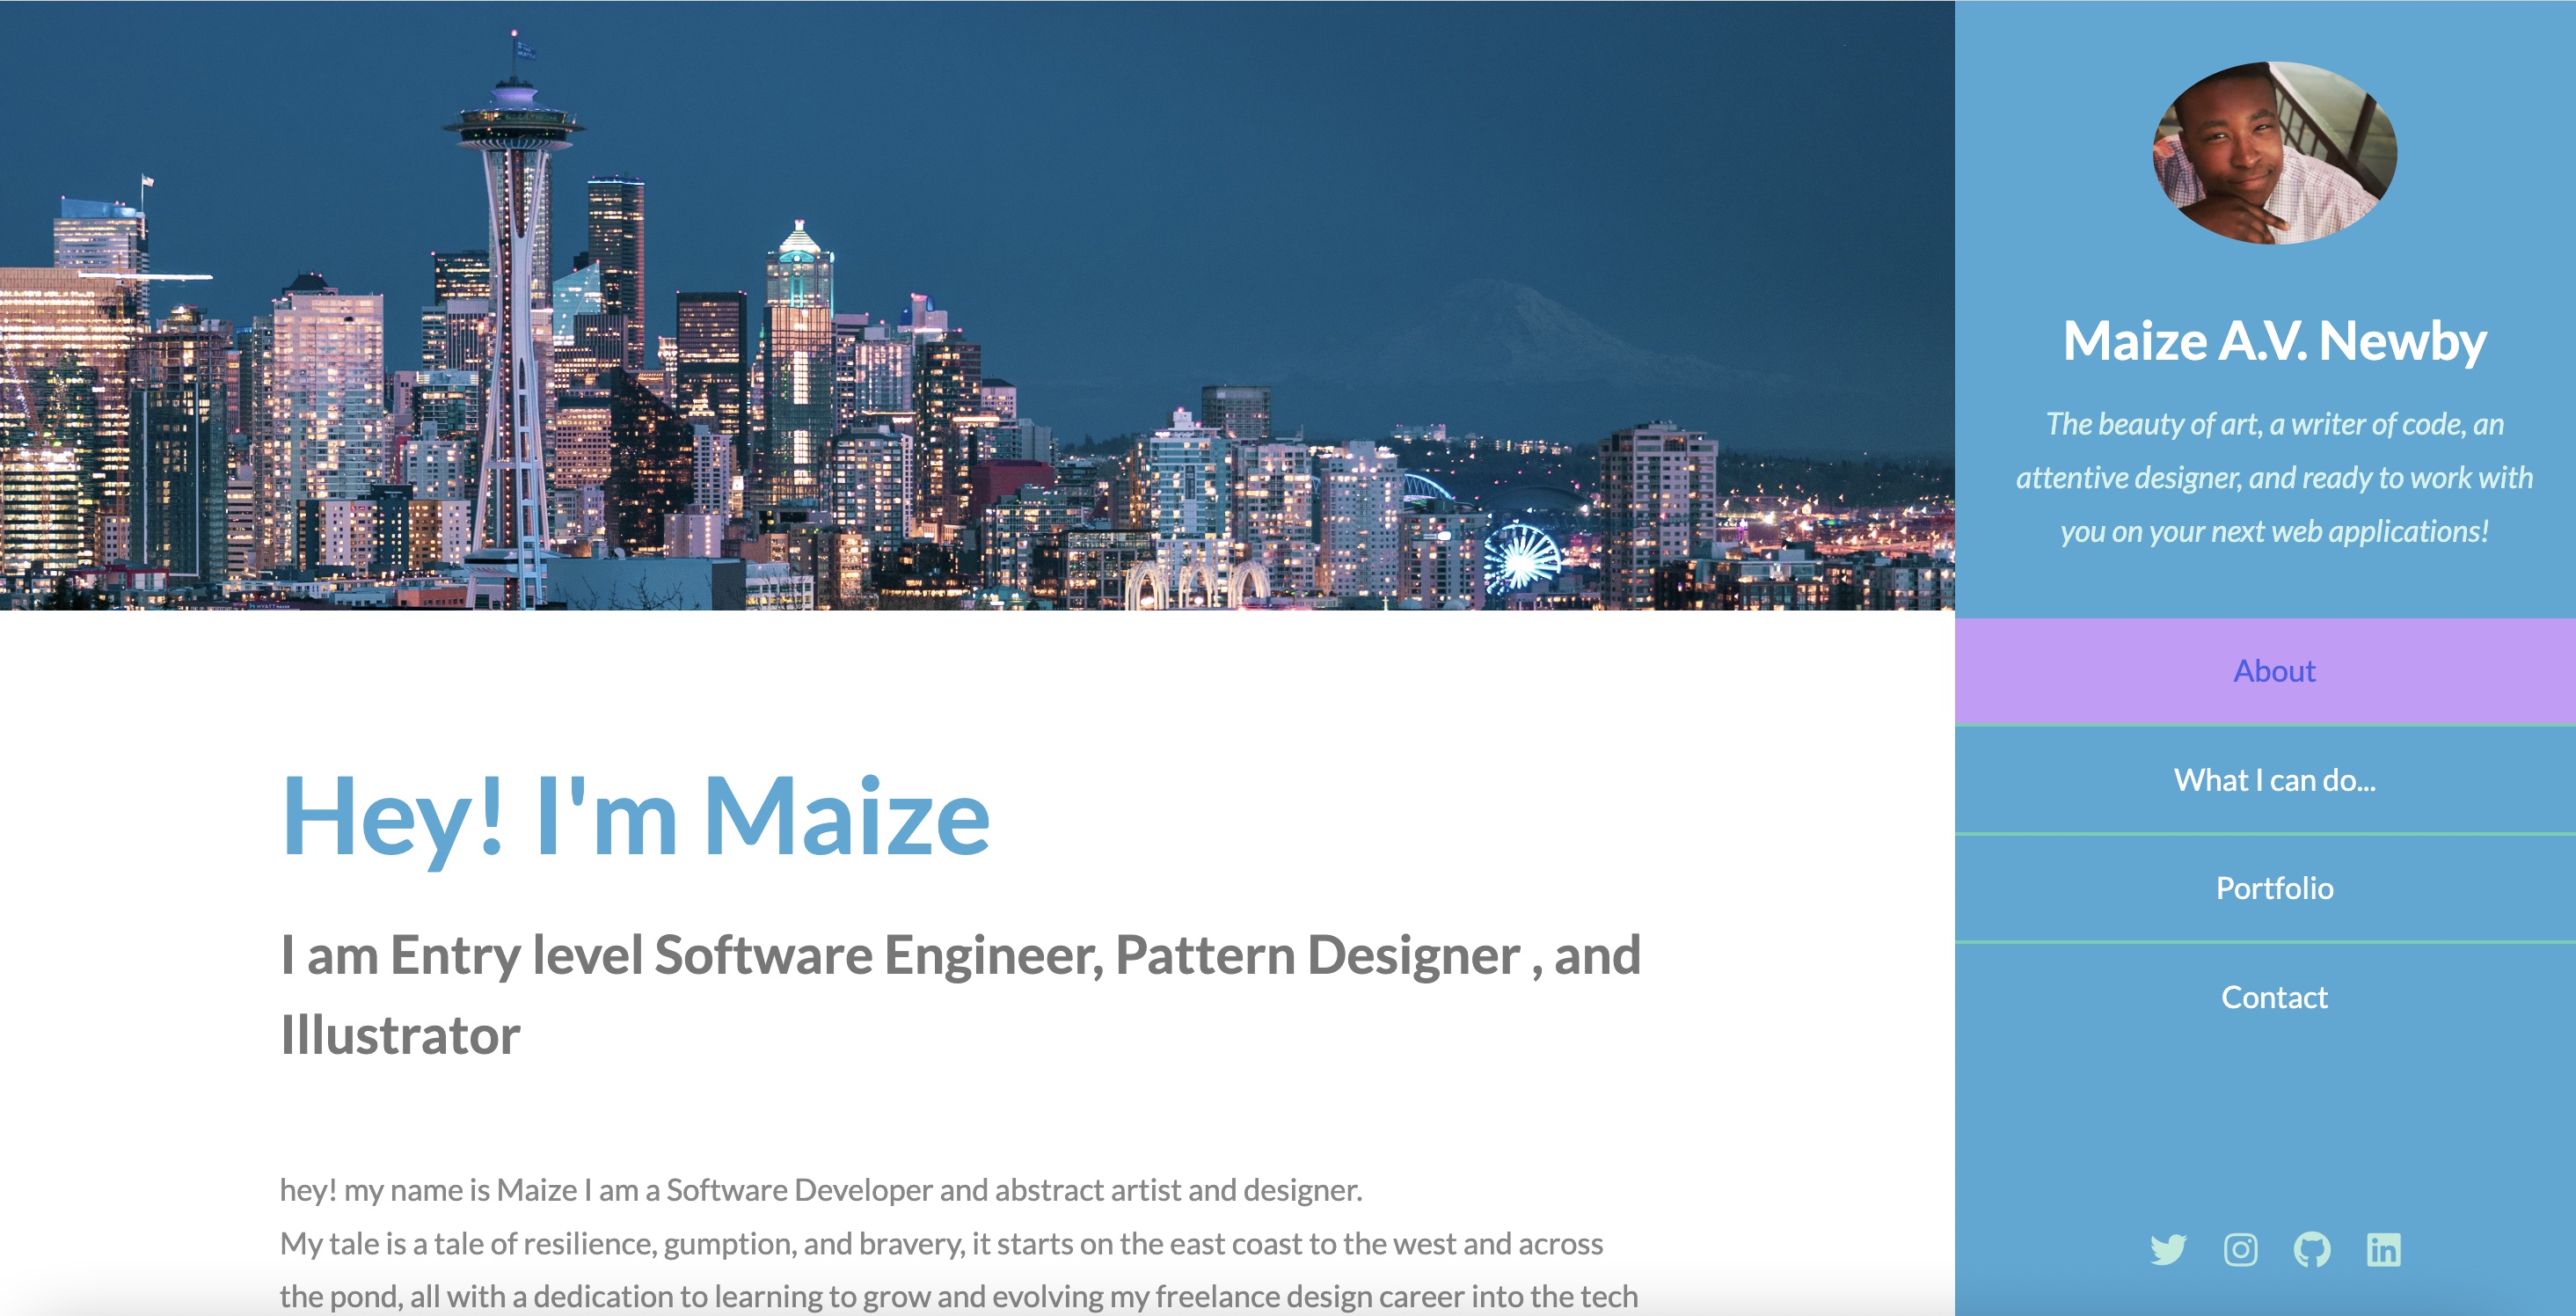 Hey! I'm Maize
I am Entry level Software Engineer, Pattern Designer , and
Illustrator
hey! my name is Maize I am a Software Developer and abstract artist and designer.
My tale is a tale of resilience, gumption, and bravery, it starts on the east coast to the west and across
the pond, all with a dedication to learning to grow and evolving my freelance design career into the tech
Maize A.V. Newby
The beauty of art, a writer of code, an
attentive designer, and ready to work with
you on your next web applications!
About
What I can do...
Portfolio
Contact
in